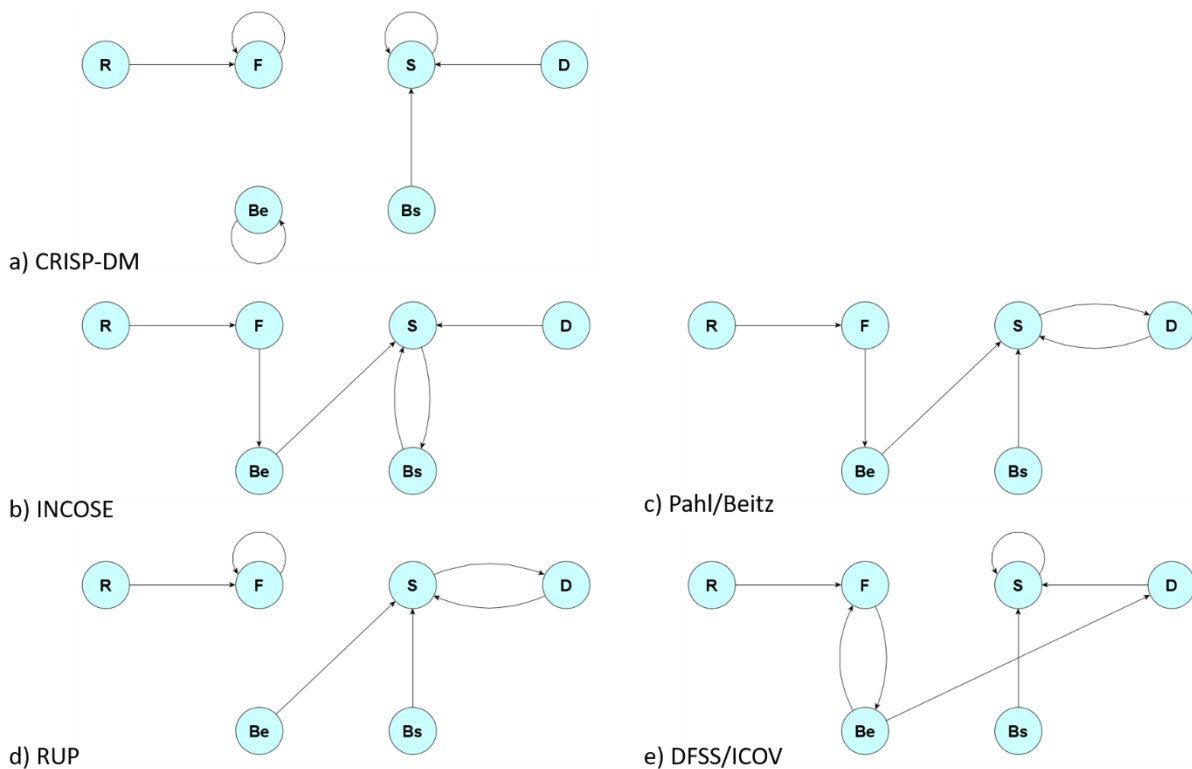 R F S D
Be Bs
a) CRISP-DM
R F S D
Be Bs
b) INCOSE
R F S D
Be Bs
c) Pahl/Beitz
R F S D
Be Bs
d) RUP
R F S D
Be Bs
e) DFSS/ICOV